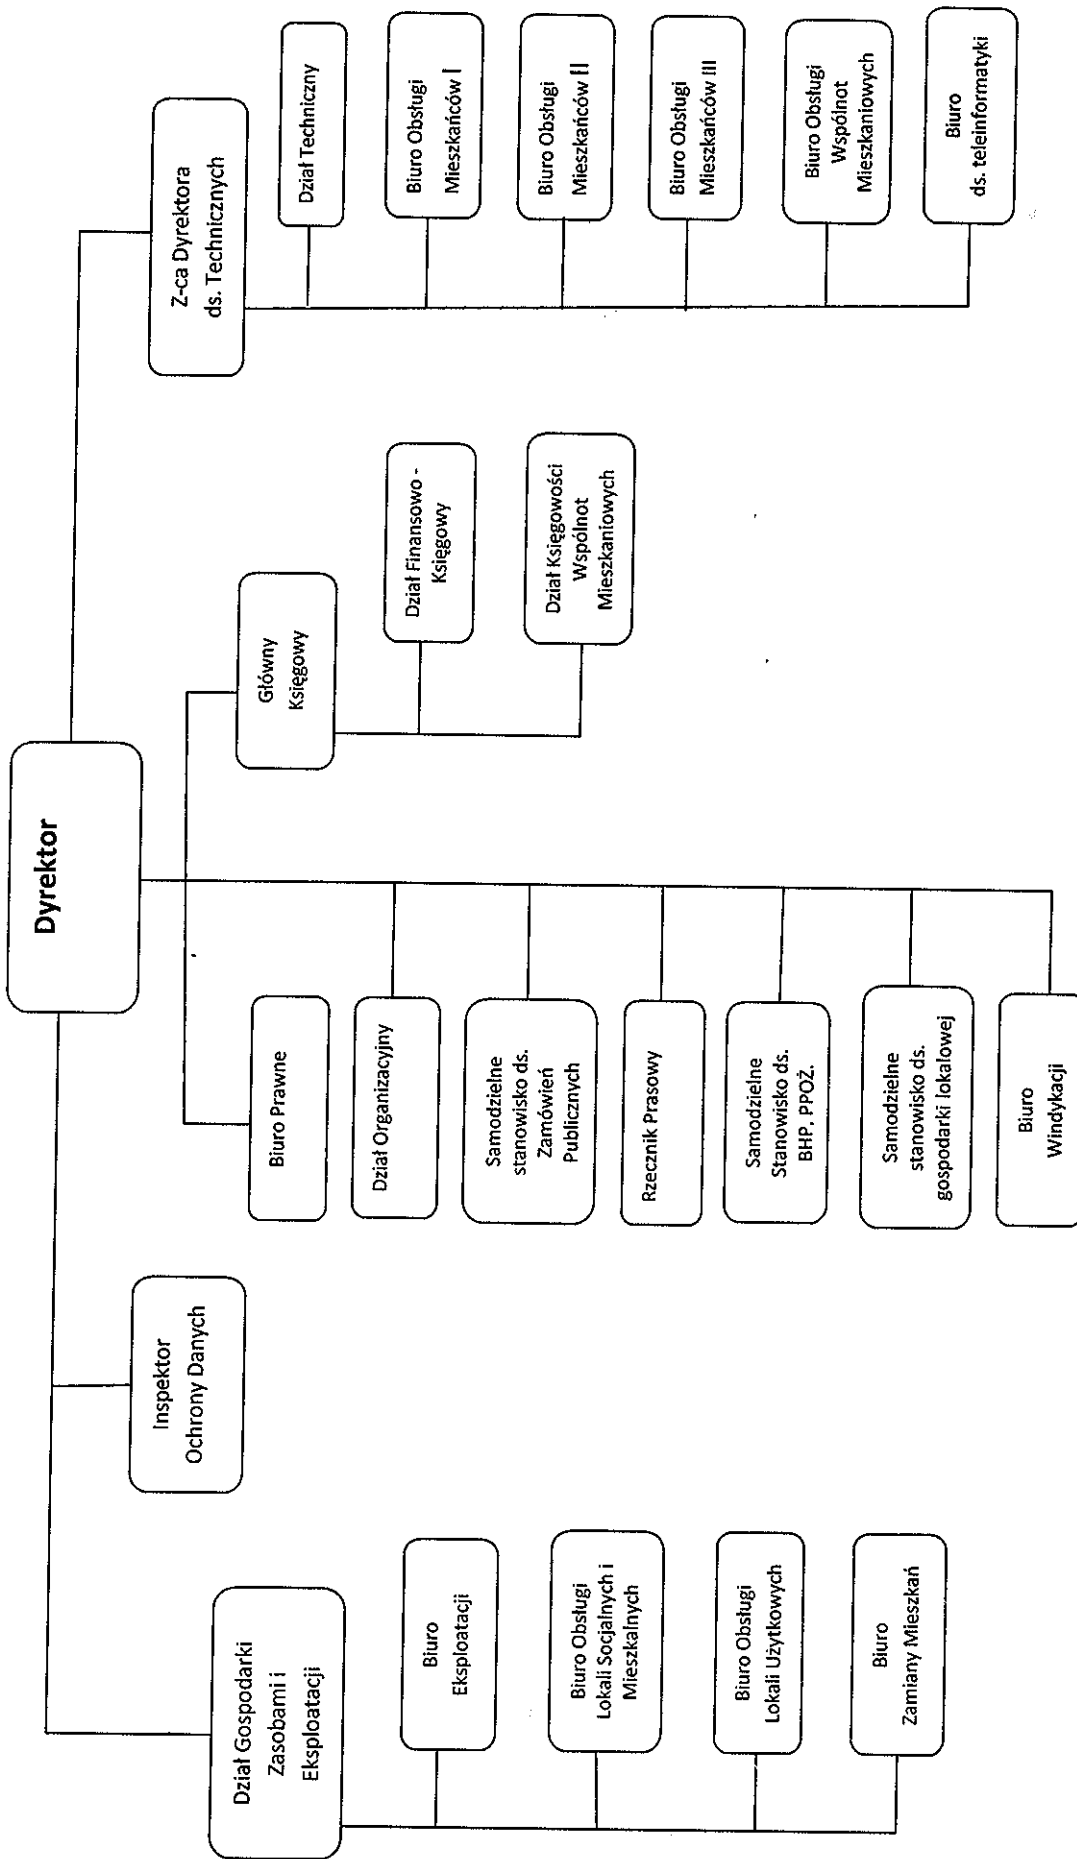 Dyrektor
Dział Gospodarki
Zasobami i
Eksploatacji
Biuro
Eksploatacji
Biuro Obsługi
Lokali Socjalnych i
Mieszkalnych
Biuro Obsługi
Lokali Użytkowych
Biuro
Zamiany Mieszkań
Inspektor
Ochrony Danych
Biuro Prawne
Dział Organizacyjny
Samodzielne
stanowisko ds.
Zamówień
Publicznych
Rzecznik Prasowy
Samodzielne
Stanowisko ds.
BHP. PPOŻ.
Samodzielne
stanowisko ds.
gospodarki lokalowej
Biuro
Windykacji
Główny
Księgowy
Dział Finansowo -
Księgowy
Dział Księgowości
Wspólnot
Mieszkaniowych
Z-ca Dyrektora
ds. Technicznych
Dział Techniczny
Biuro Obsługi
Mieszkańców I
Biuro Obsługi
Mieszkańców II
Biuro Obsługi
Mieszkańców III
Biuro Obsługi
Wspólnot
Mieszkaniowych
Biuro
ds. teleinformatyki